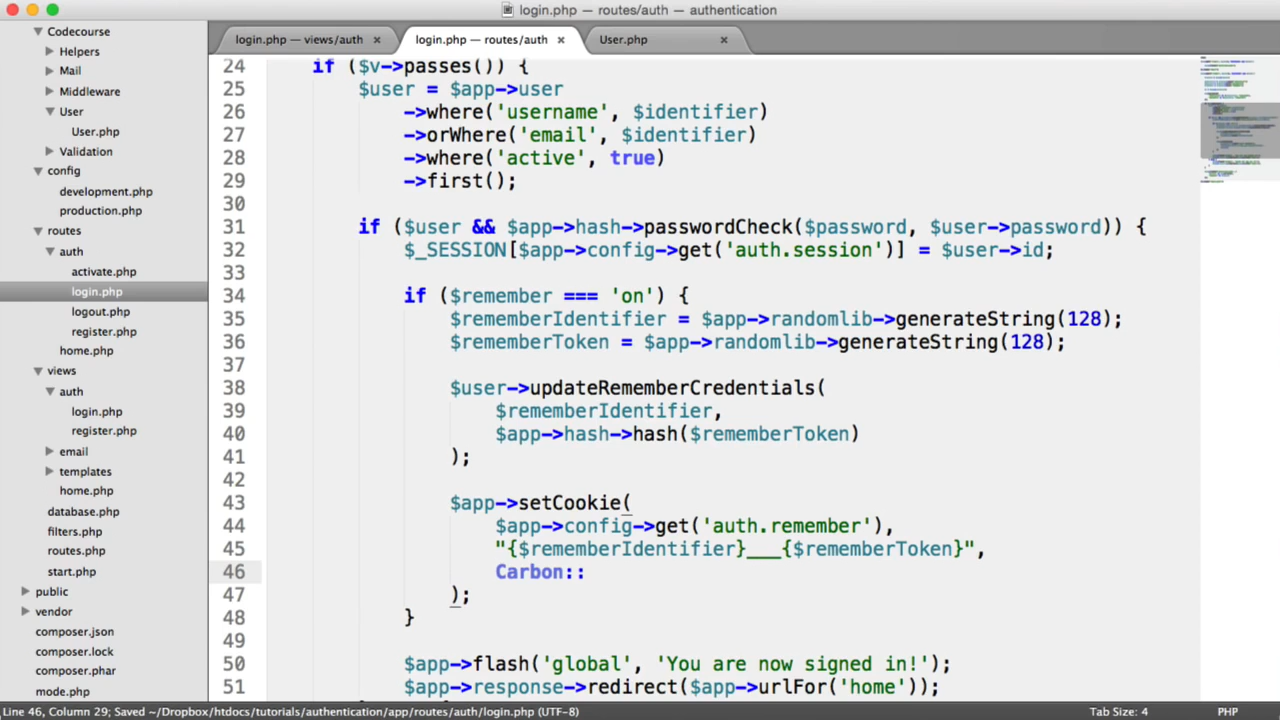 login.php — routes/auth — authentication
Codecourse
Helpers
Mail
Middleware
User
User.php
Validation
config
development.php
production.php
routes
auth
activate.php
login.php
logout.php
register.php
home.php
views
auth
login.php
register.php
email
templates
home.php
database.php
filters.php
routes.php
start.php
public
vendor
composer.json
composer.lock
composer.phar
mode.php
login.php — views/auth ×
login.php — routes/auth ×
User.php ×
24 if ($v->passes()) {
25 $user = $app->user
26 ->where('username', $identifier)
27 ->orWhere('email', $identifier)
28 ->where('active', true)
29 ->first();
30
31 if ($user && $app->hash->passwordCheck($password, $user->password)) {
32 $_SESSION[$app->config->get('auth.session')] = $user->id;
33
34 if ($remember === 'on') {
35 $rememberIdentifier = $app->randomlib->generateString(128);
36 $rememberToken = $app->randomlib->generateString(128);
37
38 $user->updateRememberCredentials(
39 $rememberIdentifier,
40 $app->hash->hash($rememberToken)
41 );
42
43 $app->setCookie(
44 $app->config->get('auth.remember'),
45 "{$rememberIdentifier}___{$rememberToken}",
46 Carbon::
47 );
48 }
49
50 $app->flash('global', 'You are now signed in!');
51 $app->response->redirect($app->urlFor('home'));
Line 46, Column 29; Saved ~/Dropbox/htdocs/tutorials/authentication/app/routes/auth/login.php (UTF-8)
Tab Size: 4
PHP